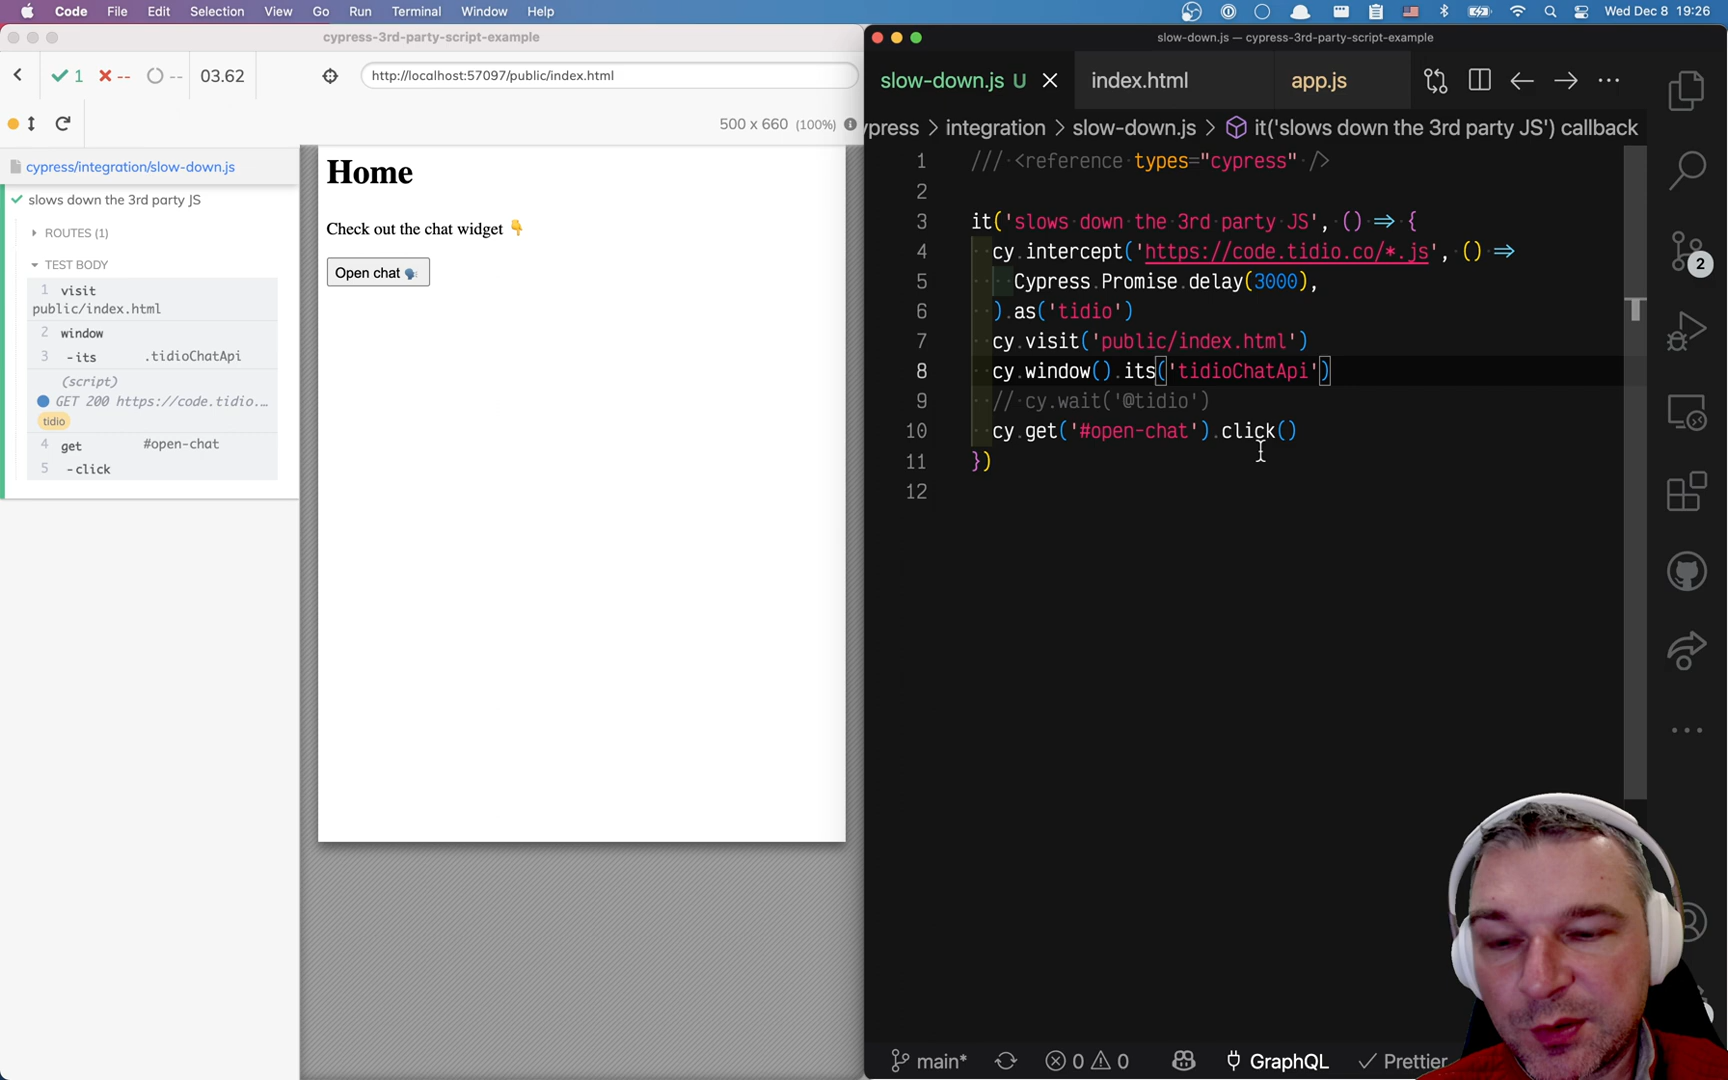 Code File Edit Selection View Go Run Terminal Window Help Wed Dec 8 19:26
cypress-3rd-party-script-example
1 -- -- 03.62 http://localhost:57097/public/index.html
500 x 660 (100%)
cypress/integration/slow-down.js
slows down the 3rd party JS
ROUTES (1)
TEST BODY
1 visit
public/index.html
2 window
3 -its .tidioChatApi
(script)
GET 200 https://code.tidio....
tidio
4 get #open-chat
5 -click
Home
Check out the chat widget 👇
Open chat 🗣
slow-down.js — cypress-3rd-party-script-example
slow-down.js U index.html app.js
ypress > integration > slow-down.js > it('slows down the 3rd party JS') callback
1 /// <reference types="cypress" />
2
3 it('slows down the 3rd party JS', () => {
4 cy.intercept('https://code.tidio.co/*.js', () =>
5 Cypress.Promise.delay(3000),
6 ).as('tidio')
7 cy.visit('public/index.html')
8 cy.window().its('tidioChatApi')
9 // cy.wait('@tidio')
10 cy.get('#open-chat').click()
11 })
12
2
main* 0 0 GraphQL Prettier